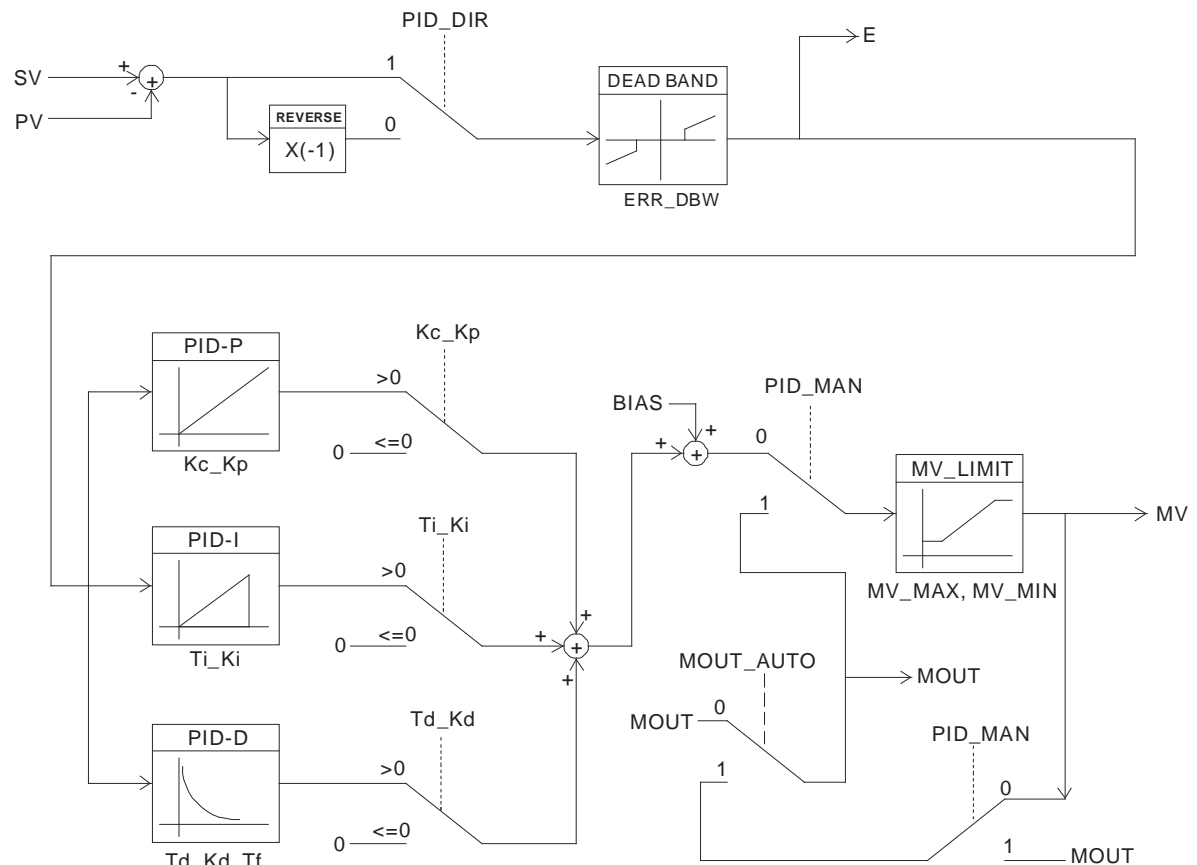 PID_DIR
E
SV
+
+
-
PV
1
0
REVERSE
X(-1)
DEAD BAND
ERR_DBW
PID-P
Kc_Kp
Kc_Kp
>0
0
<=0
PID-I
Ti_Ki
Ti_Ki
>0
0
<=0
PID-D
Td_Kd_Tf
Td_Kd
>0
0
<=0
+
+
+
+
BIAS
+
+
+
PID_MAN
0
1
MV_LIMIT
MV_MAX, MV_MIN
MV
MOUT_AUTO
MOUT
0
1
MOUT
PID_MAN
0
1
MOUT